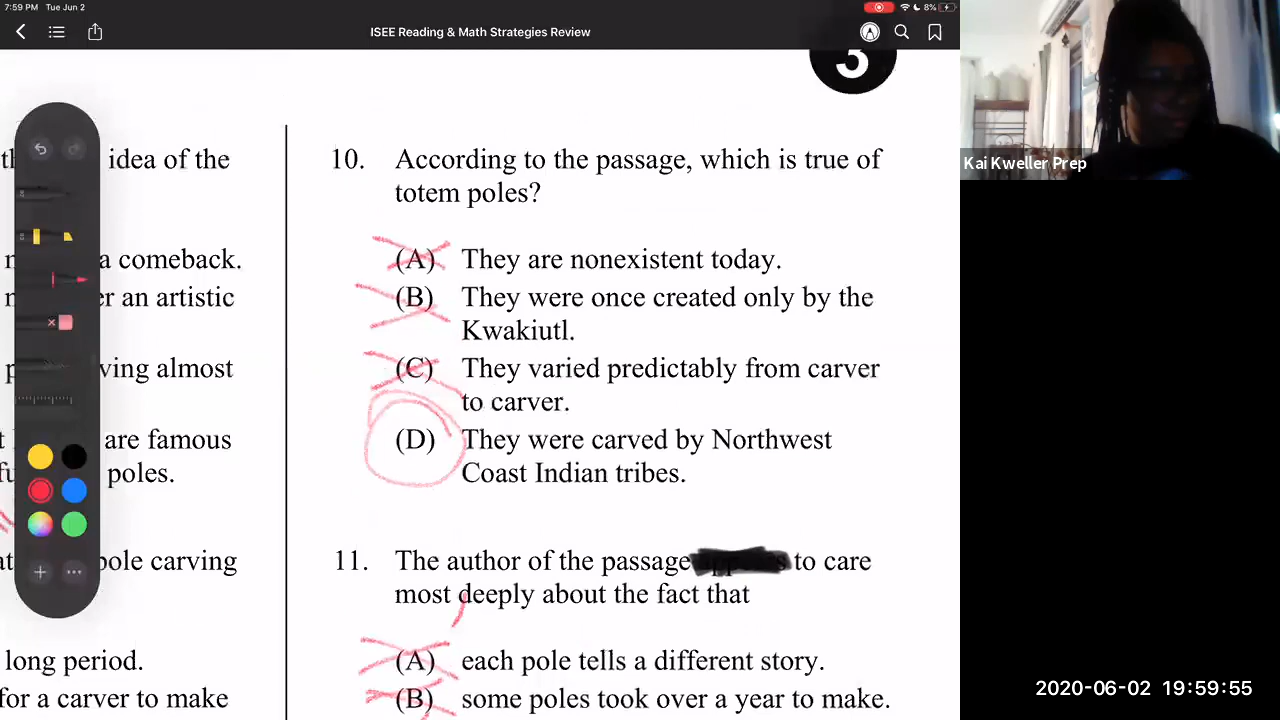 7:59 PM Tue Jun 2
8%
ISEE Reading & Math Strategies Review
3
idea of the
a comeback.
er an artistic
ving almost
are famous
poles.
pole carving
long period.
for a carver to make
10. According to the passage, which is true of
totem poles?
(A) They are nonexistent today.
(B) They were once created only by the
Kwakiutl.
(C) They varied predictably from carver
to carver.
(D) They were carved by Northwest
Coast Indian tribes.
11. The author of the passage appears to care
most deeply about the fact that
(A) each pole tells a different story.
(B) some poles took over a year to make.
Kai Kweller Prep
2020-06-02 19:59:55